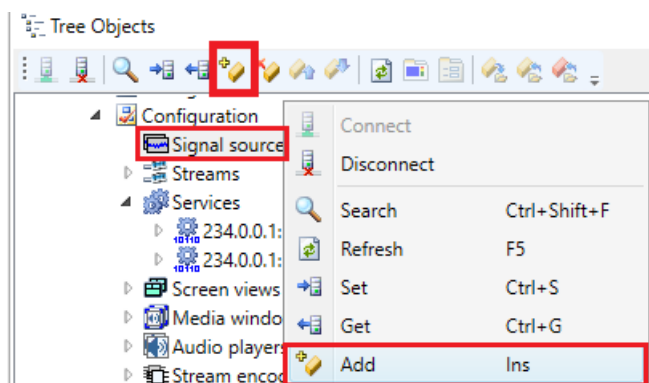 Tree Objects
Configuration
Signal source
Streams
Services
234.0.0.1:
234.0.0.1:
Screen views
Media windo
Audio players
Stream encod
Connect
Disconnect
Search Ctrl+Shift+F
Refresh F5
Set Ctrl+S
Get Ctrl+G
Add Ins